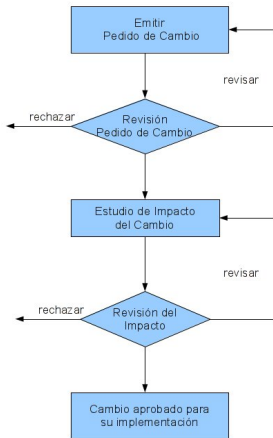 Emitir
Pedido de Cambio
revisar
Revisión
Pedido de Cambio
rechazar
Estudio de Impacto
del Cambio
revisar
Revisión del
Impacto
rechazar
Cambio aprobado para
su implementación